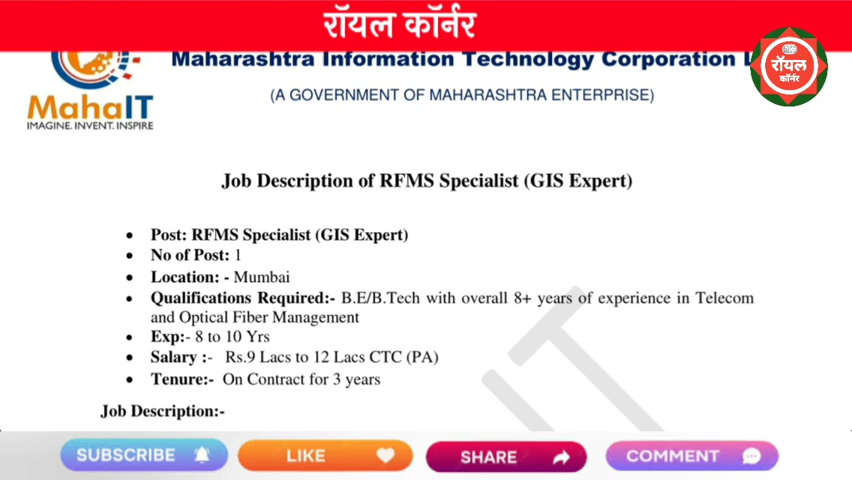 रॉयल कॉर्नर
Maharashtra Information Technology Corporation
रॉयल
कॉर्नर
(A GOVERNMENT OF MAHARASHTRA ENTERPRISE)
MahaIT
IMAGINE. INVENT. INSPIRE
Job Description of RFMS Specialist (GIS Expert)
• Post: RFMS Specialist (GIS Expert)
• No of Post: 1
• Location: - Mumbai
• Qualifications Required:- B.E/B.Tech with overall 8+ years of experience in Telecom
and Optical Fiber Management
• Exp:- 8 to 10 Yrs
• Salary :- Rs.9 Lacs to 12 Lacs CTC (PA)
• Tenure:- On Contract for 3 years
Job Description:-
SUBSCRIBE
LIKE
SHARE
COMMENT